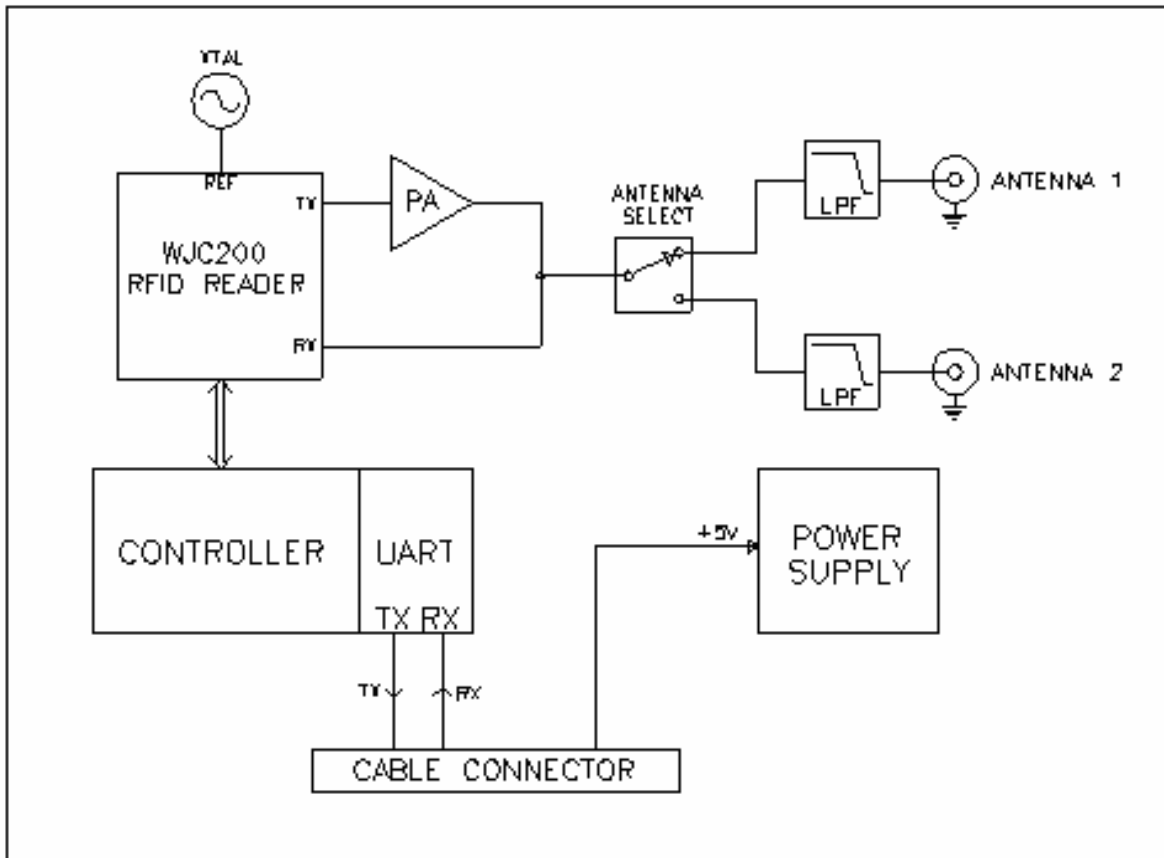 XTAL
REF
TX
PA
WJC200
RFID READER
RX
ANTENNA
SELECT
LPF
ANTENNA 1
LPF
ANTENNA 2
CONTROLLER
UART
TX RX
TX
RX
+5V
POWER
SUPPLY
CABLE CONNECTOR